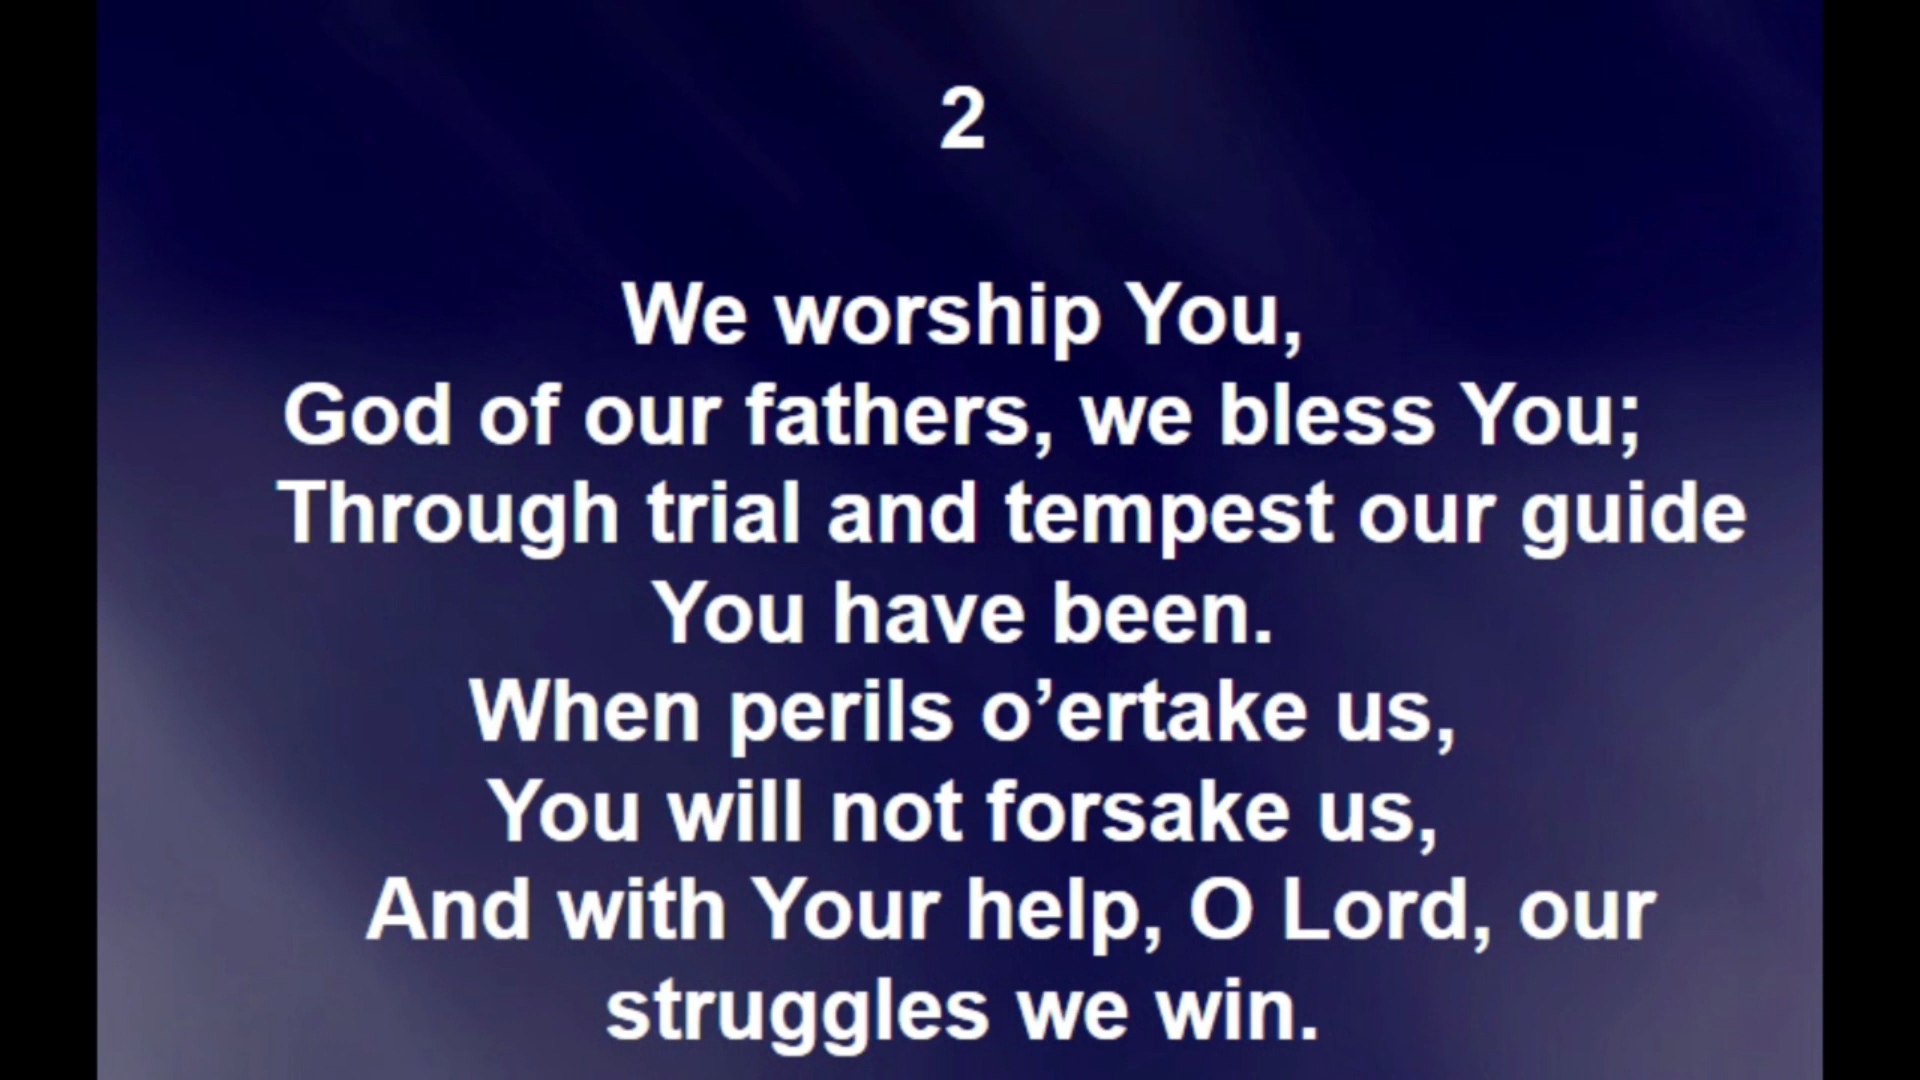 2
We worship You,
God of our fathers, we bless You;
Through trial and tempest our guide
You have been.
When perils o’ertake us,
You will not forsake us,
And with Your help, O Lord, our
struggles we win.